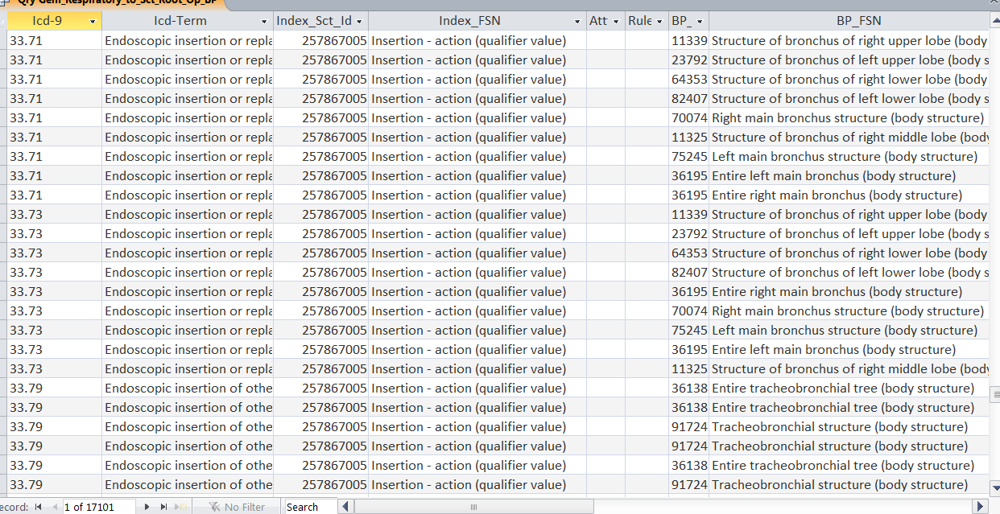 Qry Gem_Respiratory_to_Sct_Root_Op_BP
Icd-9 Icd-Term Index_Sct_Id Index_FSN Att Rule BP_ BP_FSN
33.71 Endoscopic insertion or repla 257867005 Insertion - action (qualifier value) 11339 Structure of bronchus of right upper lobe (body
33.71 Endoscopic insertion or repla 257867005 Insertion - action (qualifier value) 23792 Structure of bronchus of left upper lobe (body s
33.71 Endoscopic insertion or repla 257867005 Insertion - action (qualifier value) 64353 Structure of bronchus of right lower lobe (body
33.71 Endoscopic insertion or repla 257867005 Insertion - action (qualifier value) 82407 Structure of bronchus of left lower lobe (body s
33.71 Endoscopic insertion or repla 257867005 Insertion - action (qualifier value) 70074 Right main bronchus structure (body structure)
33.71 Endoscopic insertion or repla 257867005 Insertion - action (qualifier value) 11325 Structure of bronchus of right middle lobe (body
33.71 Endoscopic insertion or repla 257867005 Insertion - action (qualifier value) 75245 Left main bronchus structure (body structure)
33.71 Endoscopic insertion or repla 257867005 Insertion - action (qualifier value) 36195 Entire left main bronchus (body structure)
33.71 Endoscopic insertion or repla 257867005 Insertion - action (qualifier value) 36195 Entire right main bronchus (body structure)
33.73 Endoscopic insertion or repla 257867005 Insertion - action (qualifier value) 11339 Structure of bronchus of right upper lobe (body
33.73 Endoscopic insertion or repla 257867005 Insertion - action (qualifier value) 23792 Structure of bronchus of left upper lobe (body s
33.73 Endoscopic insertion or repla 257867005 Insertion - action (qualifier value) 64353 Structure of bronchus of right lower lobe (body
33.73 Endoscopic insertion or repla 257867005 Insertion - action (qualifier value) 82407 Structure of bronchus of left lower lobe (body s
33.73 Endoscopic insertion or repla 257867005 Insertion - action (qualifier value) 36195 Entire right main bronchus (body structure)
33.73 Endoscopic insertion or repla 257867005 Insertion - action (qualifier value) 70074 Right main bronchus structure (body structure)
33.73 Endoscopic insertion or repla 257867005 Insertion - action (qualifier value) 75245 Left main bronchus structure (body structure)
33.73 Endoscopic insertion or repla 257867005 Insertion - action (qualifier value) 36195 Entire left main bronchus (body structure)
33.73 Endoscopic insertion or repla 257867005 Insertion - action (qualifier value) 11325 Structure of bronchus of right middle lobe (body
33.79 Endoscopic insertion of othe 257867005 Insertion - action (qualifier value) 36138 Entire tracheobronchial tree (body structure)
33.79 Endoscopic insertion of othe 257867005 Insertion - action (qualifier value) 36138 Entire tracheobronchial tree (body structure)
33.79 Endoscopic insertion of othe 257867005 Insertion - action (qualifier value) 91724 Tracheobronchial structure (body structure)
33.79 Endoscopic insertion of othe 257867005 Insertion - action (qualifier value) 91724 Tracheobronchial structure (body structure)
33.79 Endoscopic insertion of othe 257867005 Insertion - action (qualifier value) 36138 Entire tracheobronchial tree (body structure)
33.79 Endoscopic insertion of othe 257867005 Insertion - action (qualifier value) 91724 Tracheobronchial structure (body structure)
ecord: 1 of 17101 No Filter Search